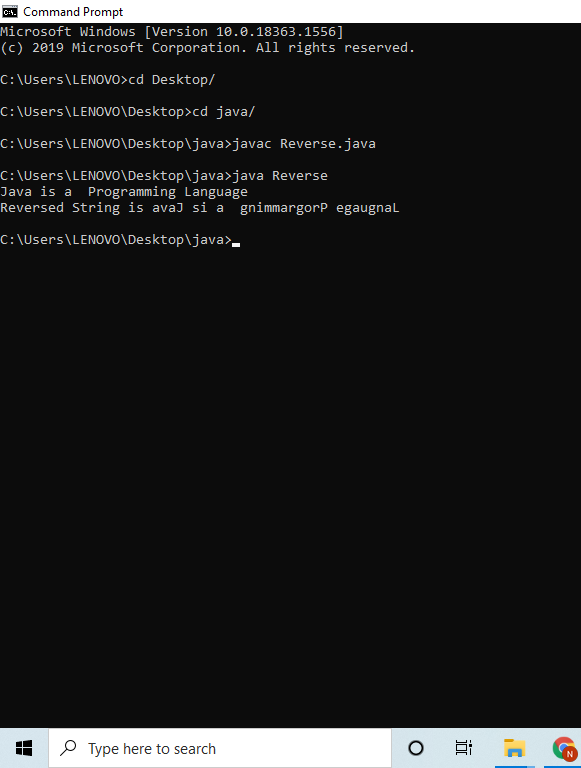 Command Prompt
Microsoft Windows [Version 10.0.18363.1556]
(c) 2019 Microsoft Corporation. All rights reserved.
C:\Users\LENOVO>cd Desktop/
C:\Users\LENOVO\Desktop>cd java/
C:\Users\LENOVO\Desktop\java>javac Reverse.java
C:\Users\LENOVO\Desktop\java>java Reverse
Java is a  Programming Language
Reversed String is avaJ si a  gnimmargorP egaugnaL
C:\Users\LENOVO\Desktop\java>
Type here to search
N